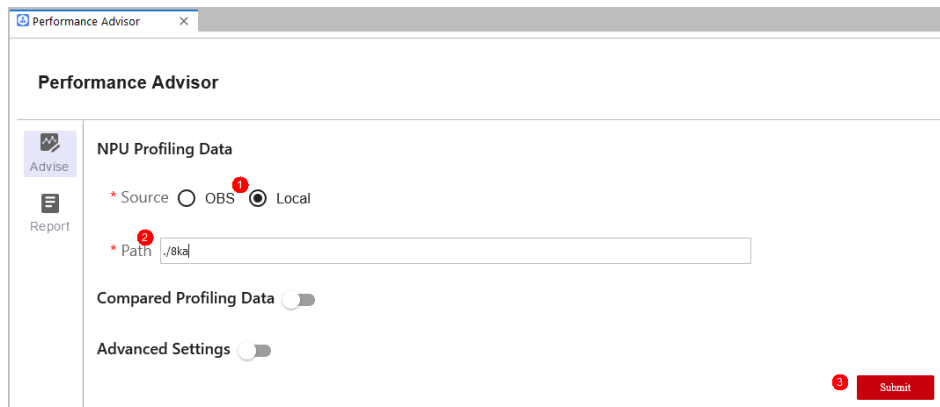 Performance Advisor ×
Performance Advisor
Advise
Report
NPU Profiling Data
* Source OBS 1 Local
2
* Path ./8ka
Compared Profiling Data
Advanced Settings
3 Submit